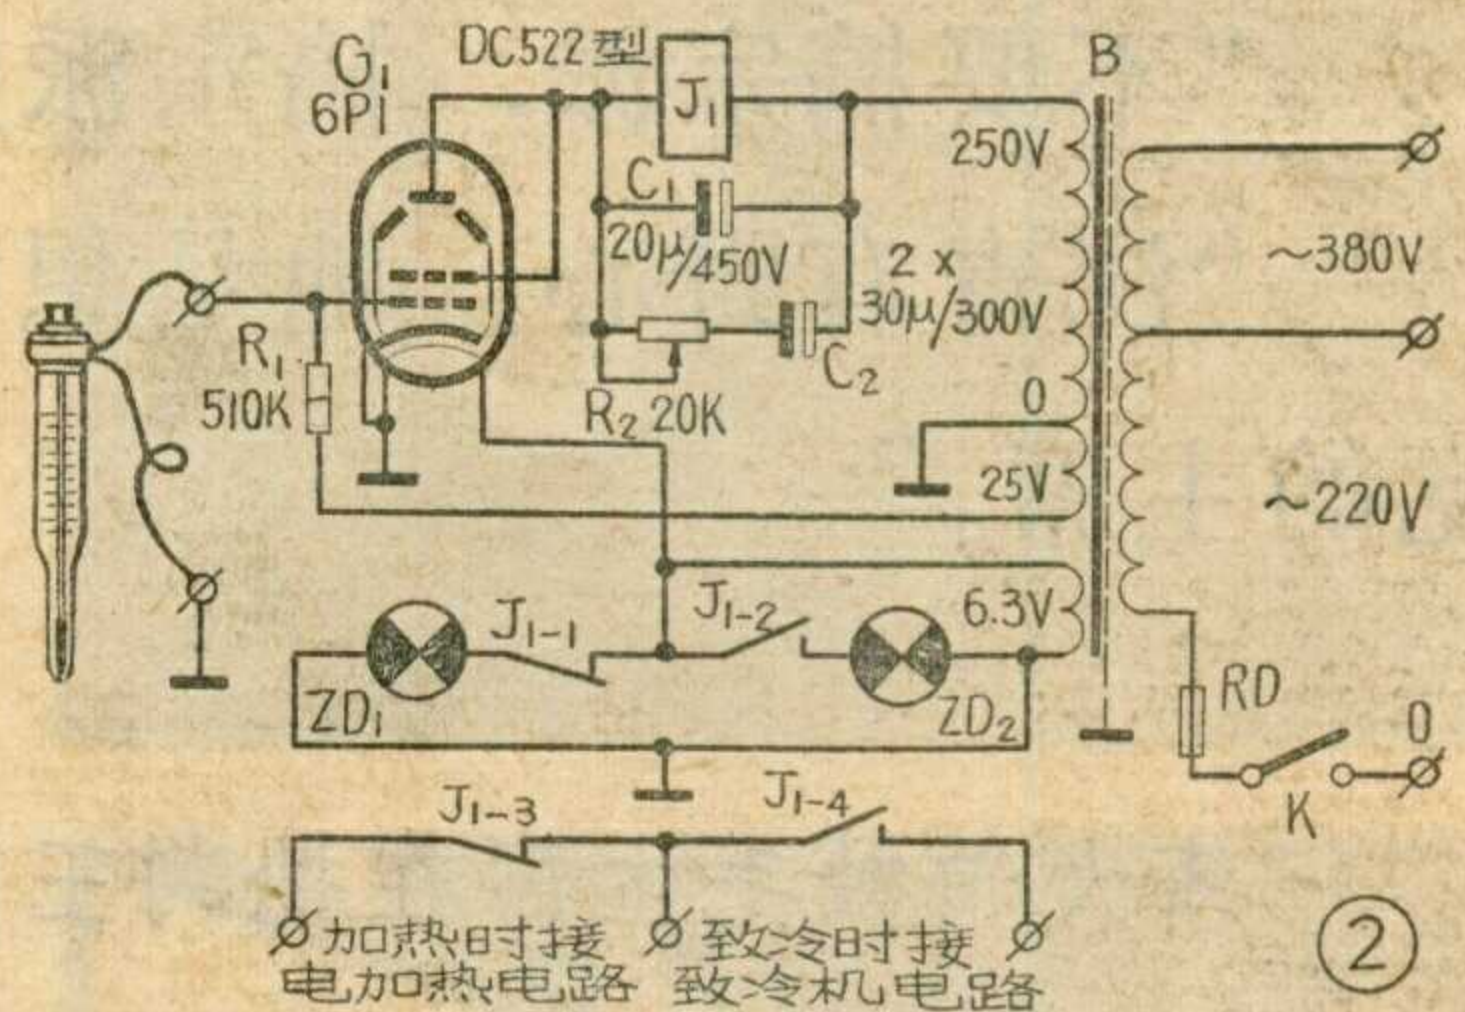 DC522型
G₁
6P1
J₁
B
250V
C₁
20μ/450V
2 x
30μ/300V
~380V
R₁
510K
C₂
R₂ 20K
0
25V
~220V
J₁₋₁
J₁₋₂
6.3V
ZD₁
ZD₂
RD
0
K
J₁₋₃
J₁₋₄
加热时接
电加热电路
致冷时接
致冷机电路
②